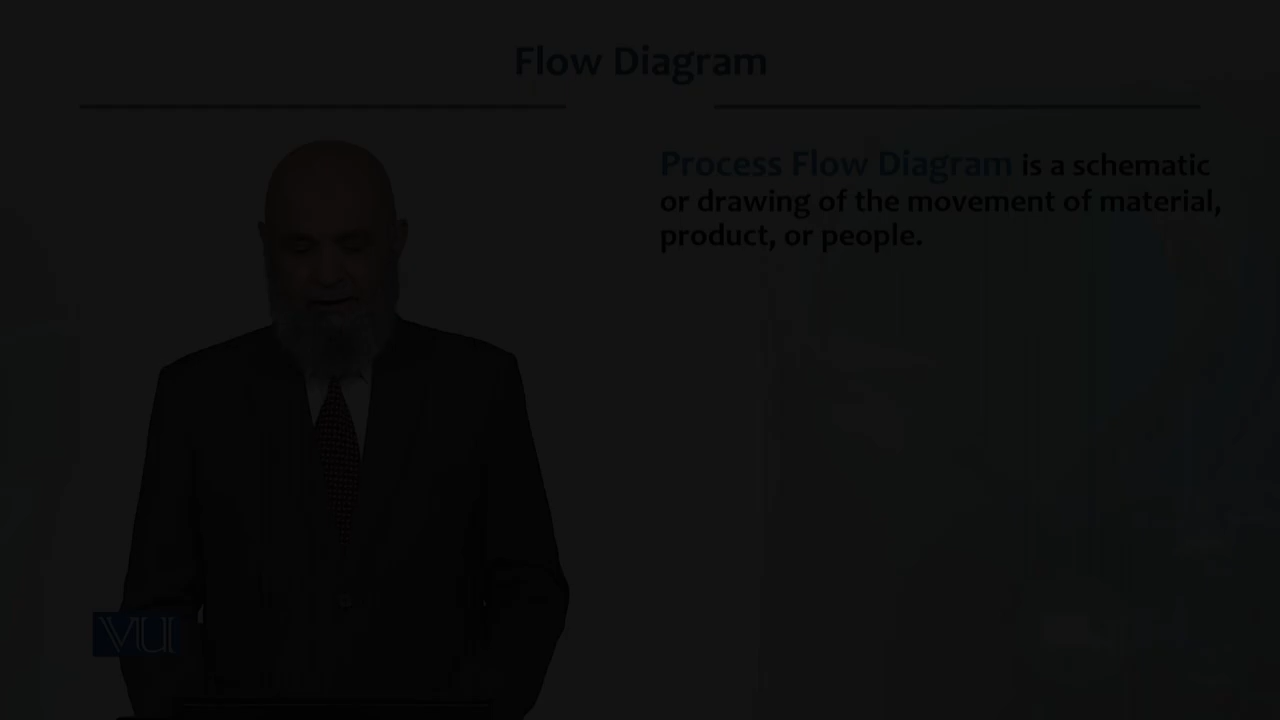 Flow Diagram
Process Flow Diagram is a schematic
or drawing of the movement of material,
product, or people.
VU